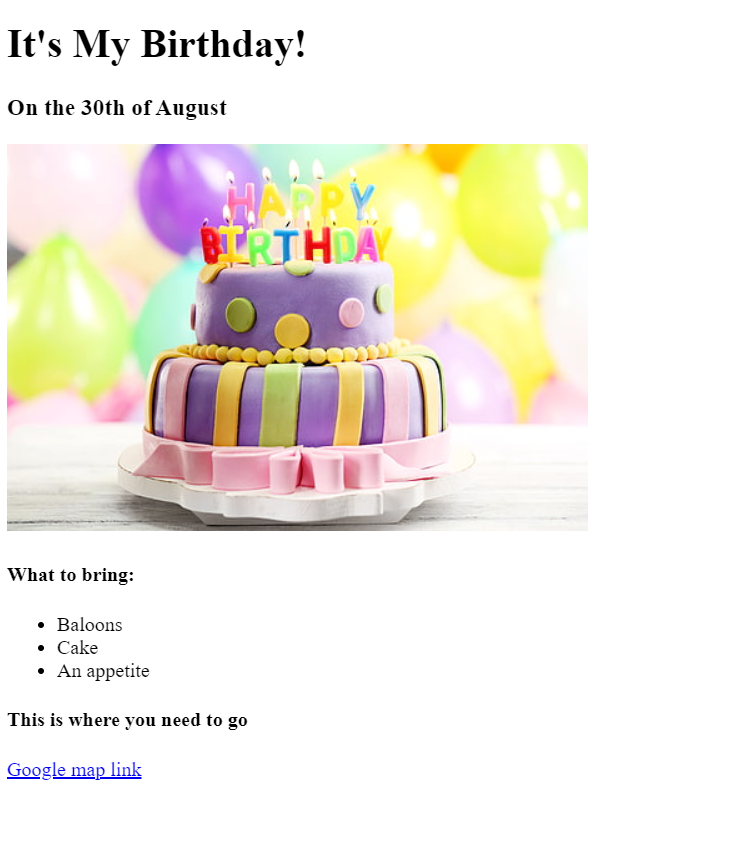 It's My Birthday!
On the 30th of August
HAPPY
BIRTHDAY
What to bring:
Baloons
Cake
An appetite
This is where you need to go
Google map link